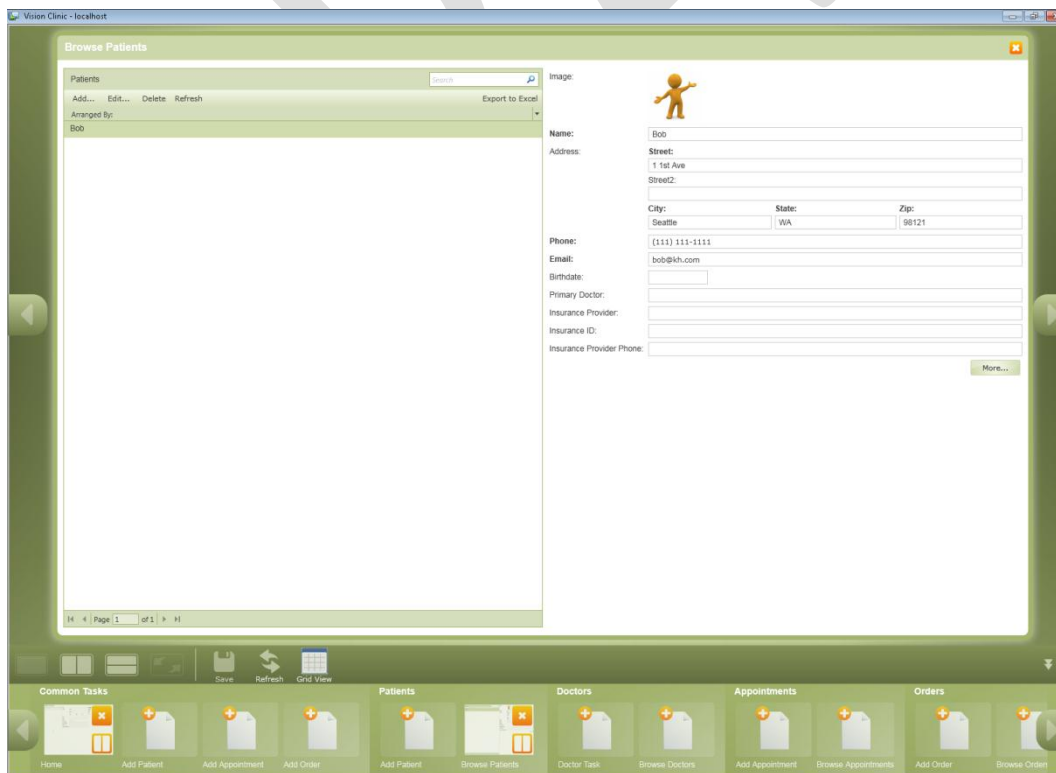 Vision Clinic - localhost
Browse Patients
Patients
Search
Add... Edit... Delete Refresh Export to Excel
Arranged By:
Bob
Page 1 of 1
Image:
Name: Bob
Address: Street:
1 1st Ave
Street2:
City: State: Zip:
Seattle WA 98121
Phone: (111) 111-1111
Email: bob@kh.com
Birthdate:
Primary Doctor:
Insurance Provider:
Insurance ID:
Insurance Provider Phone:
More...
Save Refresh Grid View
Common Tasks Patients Doctors Appointments Orders
Home Add Patient Add Appointment Add Order Add Patient Browse Patients Doctor Task Browse Doctors Add Appointment Browse Appointments Add Order Browse Orders